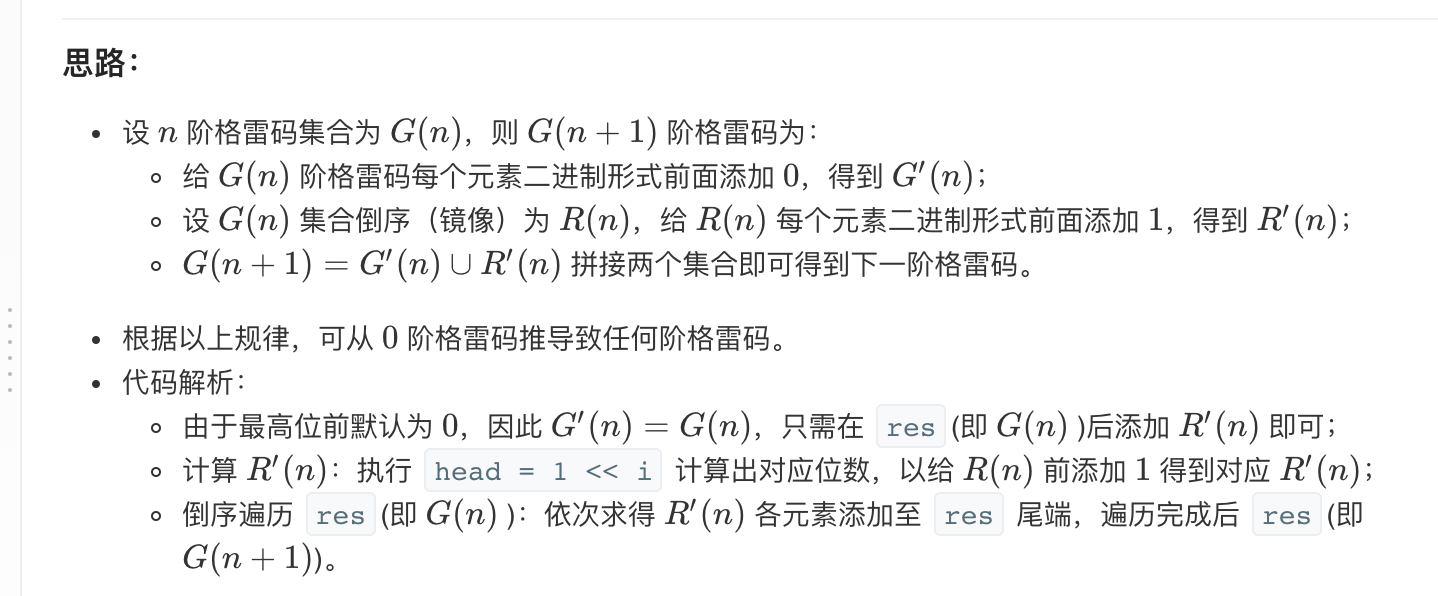 思路：
• 设 n 阶格雷码集合为 G(n)，则 G(n + 1) 阶格雷码为：
◦ 给 G(n) 阶格雷码每个元素二进制形式前面添加 0，得到 G′(n)；
◦ 设 G(n) 集合倒序（镜像）为 R(n)，给 R(n) 每个元素二进制形式前面添加 1，得到 R′(n)；
◦ G(n + 1) = G′(n) ∪ R′(n) 拼接两个集合即可得到下一阶格雷码。
• 根据以上规律，可从 0 阶格雷码推导致任何阶格雷码。
• 代码解析：
◦ 由于最高位前默认为 0，因此 G′(n) = G(n)，只需在 res (即 G(n) )后添加 R′(n) 即可；
◦ 计算 R′(n)：执行 head = 1 << i 计算出对应位数，以给 R(n) 前添加 1 得到对应 R′(n)；
◦ 倒序遍历 res (即 G(n) )：依次求得 R′(n) 各元素添加至 res 尾端，遍历完成后 res (即
G(n + 1))。